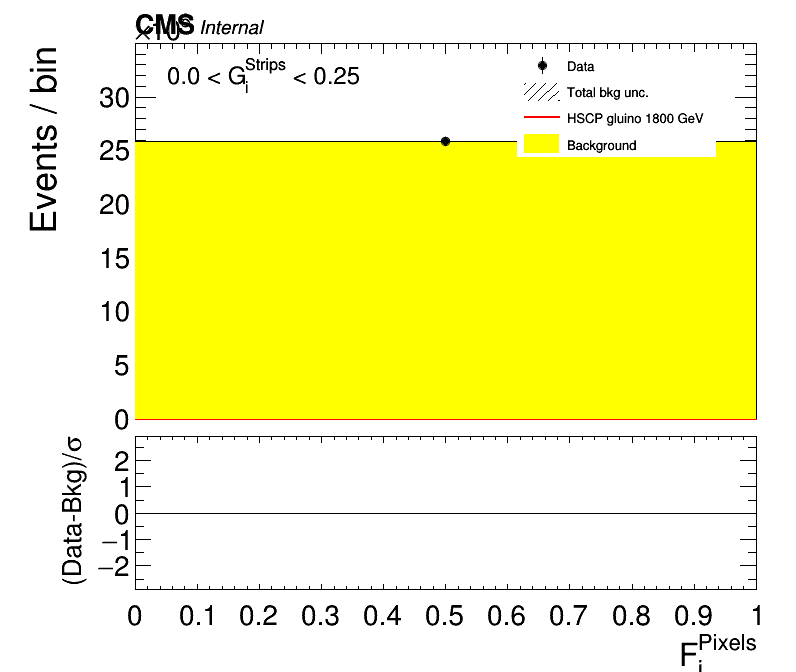 CMS Internal
0.0 < G_i^Strips < 0.25
Data
Total bkg unc.
HSCP gluino 1800 GeV
Background
Events / bin
30
25
20
15
10
5
0
(Data-Bkg)/σ
2
1
0
−1
−2
0 0.1 0.2 0.3 0.4 0.5 0.6 0.7 0.8 0.9 1
F_i^Pixels